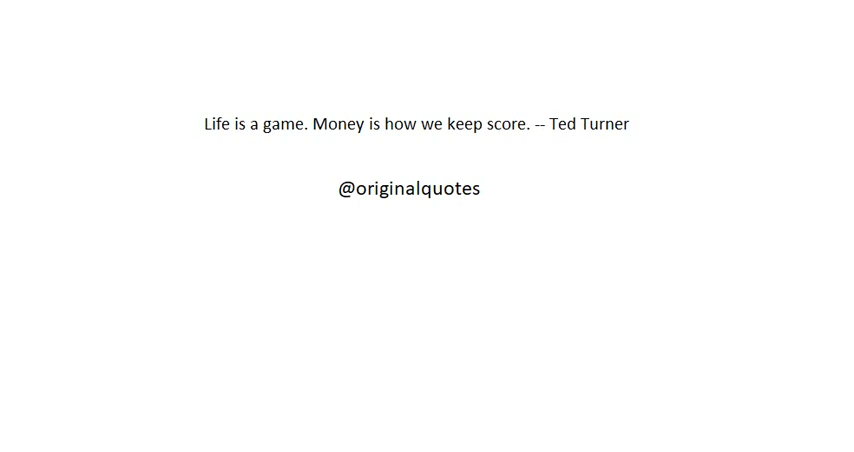 Life is a game. Money is how we keep score. -- Ted Turner
@originalquotes